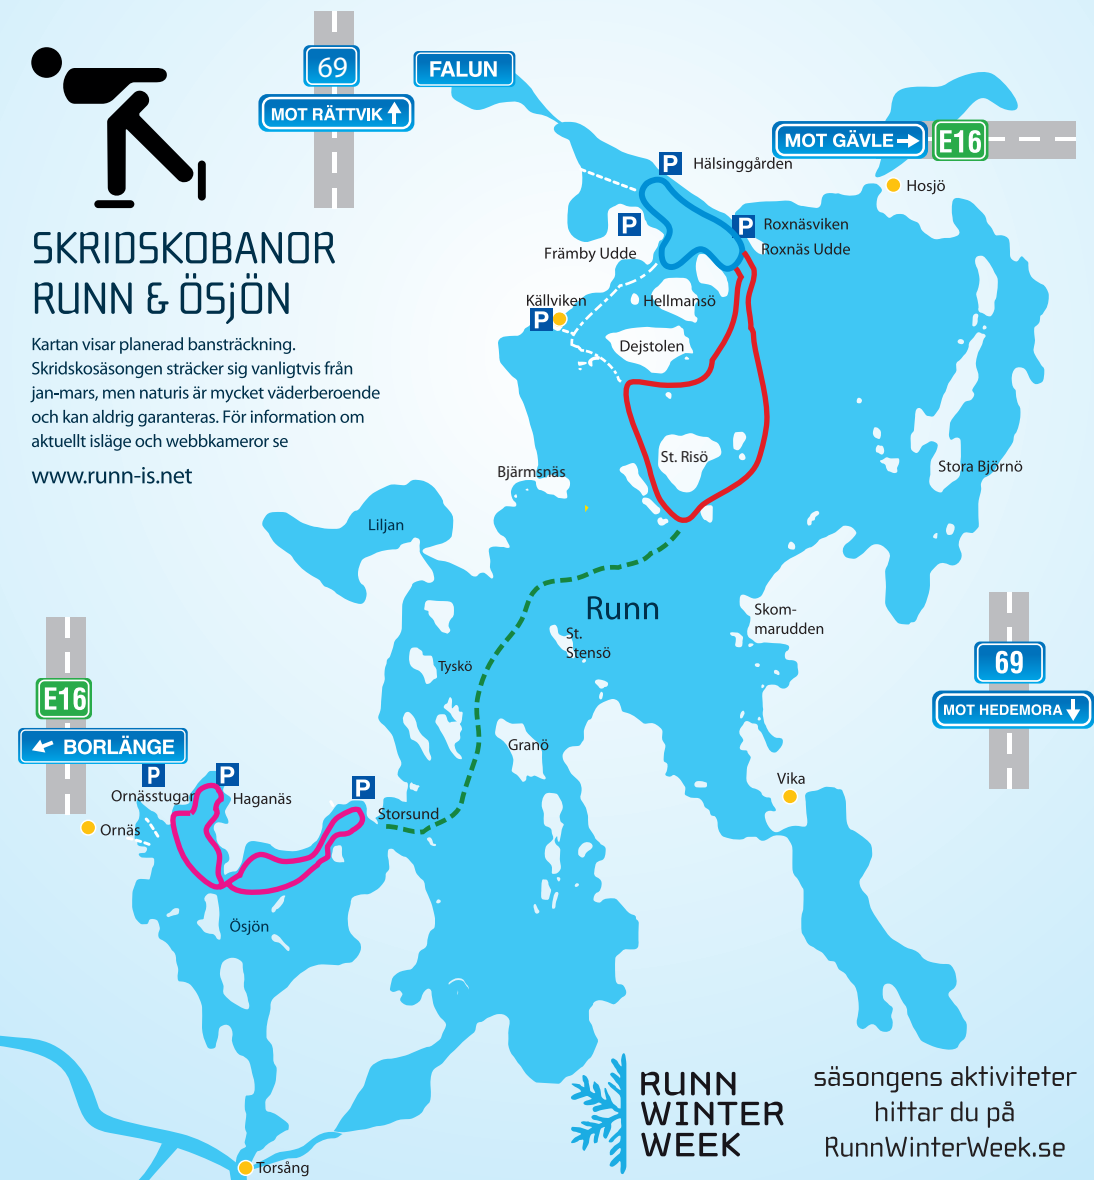 69
MOT RÄTTVIK
FALUN
MOT GÄVLE
E16
P
Hälsinggården
Hosjö
P
P
Roxnäsviken
Roxnäs Udde
Främby Udde
SKRIDSKOBANOR
RUNN & ÖSjÖN
Källviken
P
Hellmansö
Dejstolen
Kartan visar planerad bansträckning.
Skridskosäsongen sträcker sig vanligtvis från
jan-mars, men naturis är mycket väderberoende
och kan aldrig garanteras. För information om
aktuellt isläge och webbkameror se
www.runn-is.net
St. Risö
Stora Björnö
Bjärmsnäs
Liljan
Runn
Skom-
marudden
St.
Stensö
Tyskö
69
MOT HEDEMORA
E16
BORLÄNGE
Granö
P
P
P
Vika
Ornässtugan
Haganäs
Storsund
Ornäs
Ösjön
RUNN
WINTER
WEEK
säsongens aktiviteter
hittar du på
RunnWinterWeek.se
Torsång